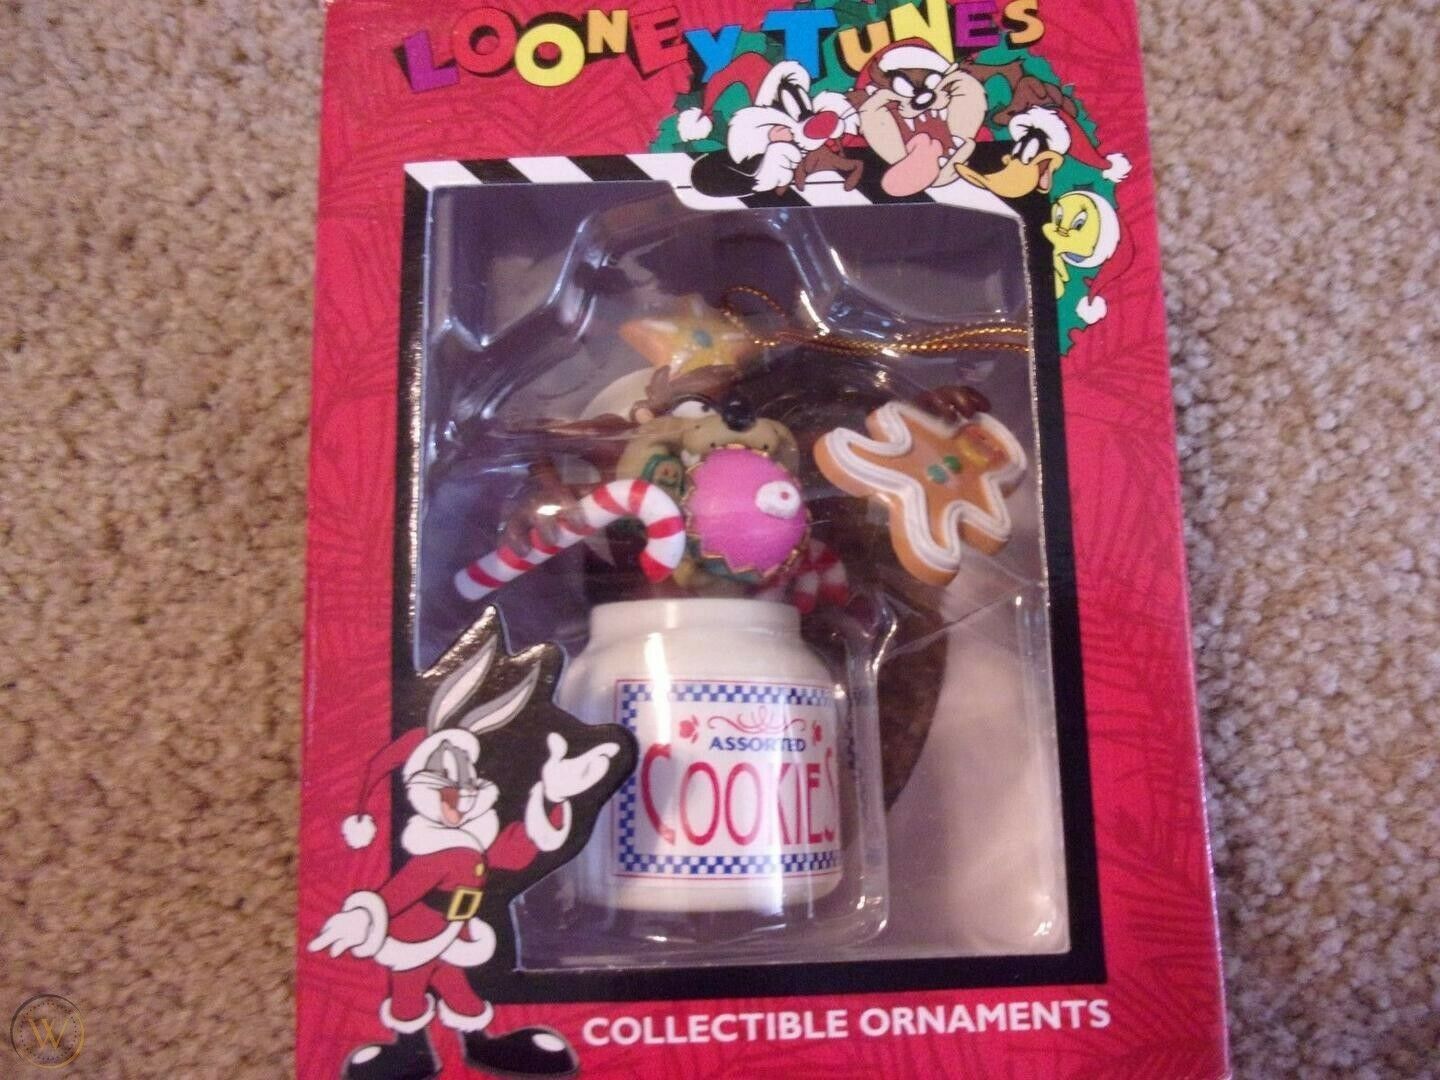 LOONEY TUNES
ASSORTED
COOKIES
COLLECTIBLE ORNAMENTS
W